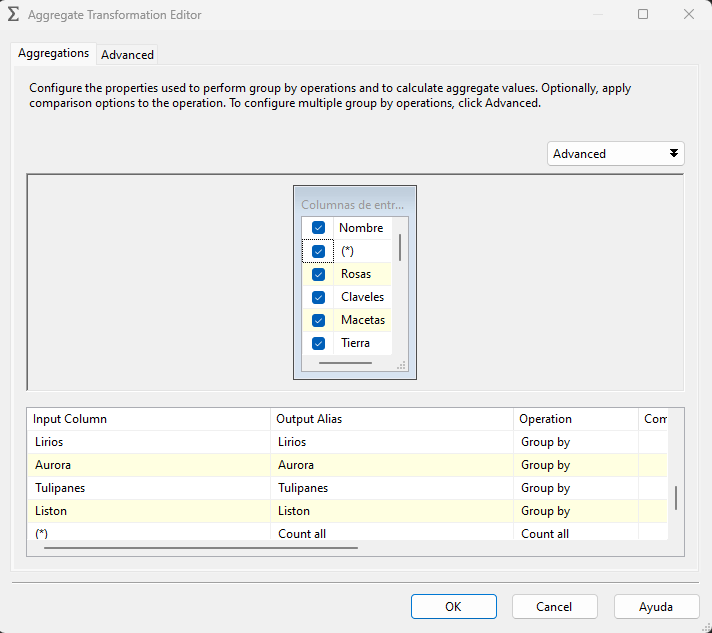 Aggregate Transformation Editor
Aggregations
Advanced
Configure the properties used to perform group by operations and to calculate aggregate values. Optionally, apply
comparison options to the operation. To configure multiple group by operations, click Advanced.
Advanced
Columnas de entr...
Nombre
(*)
Rosas
Claveles
Macetas
Tierra
Input Column Output Alias Operation Com
Lirios Lirios Group by
Aurora Aurora Group by
Tulipanes Tulipanes Group by
Liston Liston Group by
(*) Count all Count all
OK Cancel Ayuda